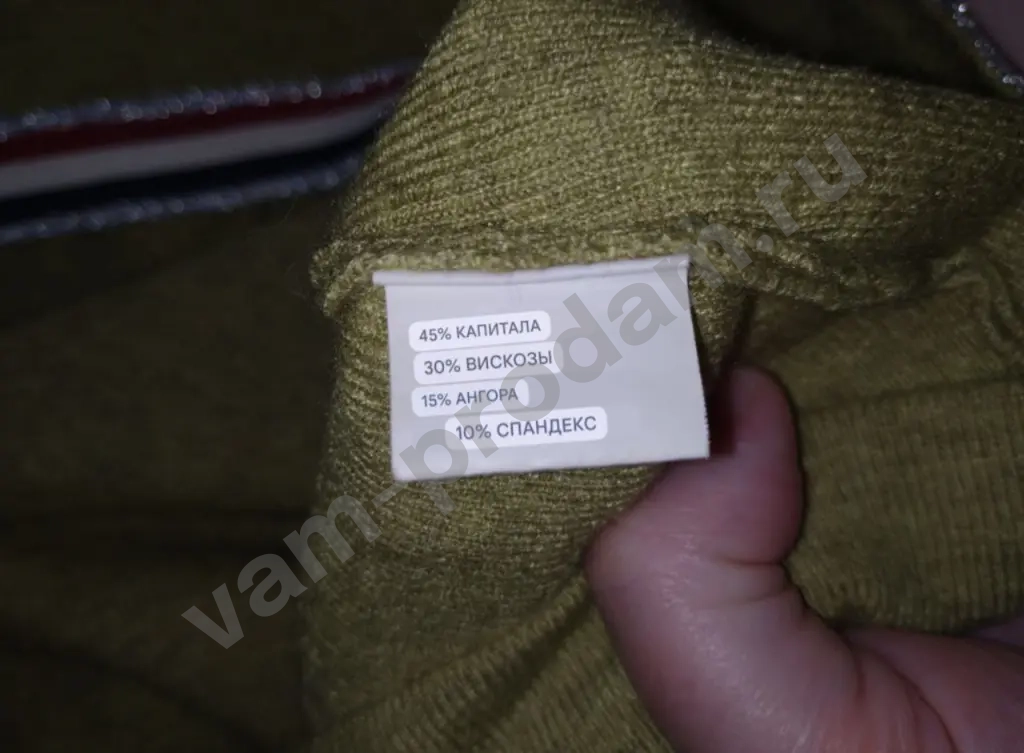 45% КАПИТАЛА
30% ВИСКОЗЫ
15% АНГОРА
10% СПАНДЕКС
vam-prodam.ru